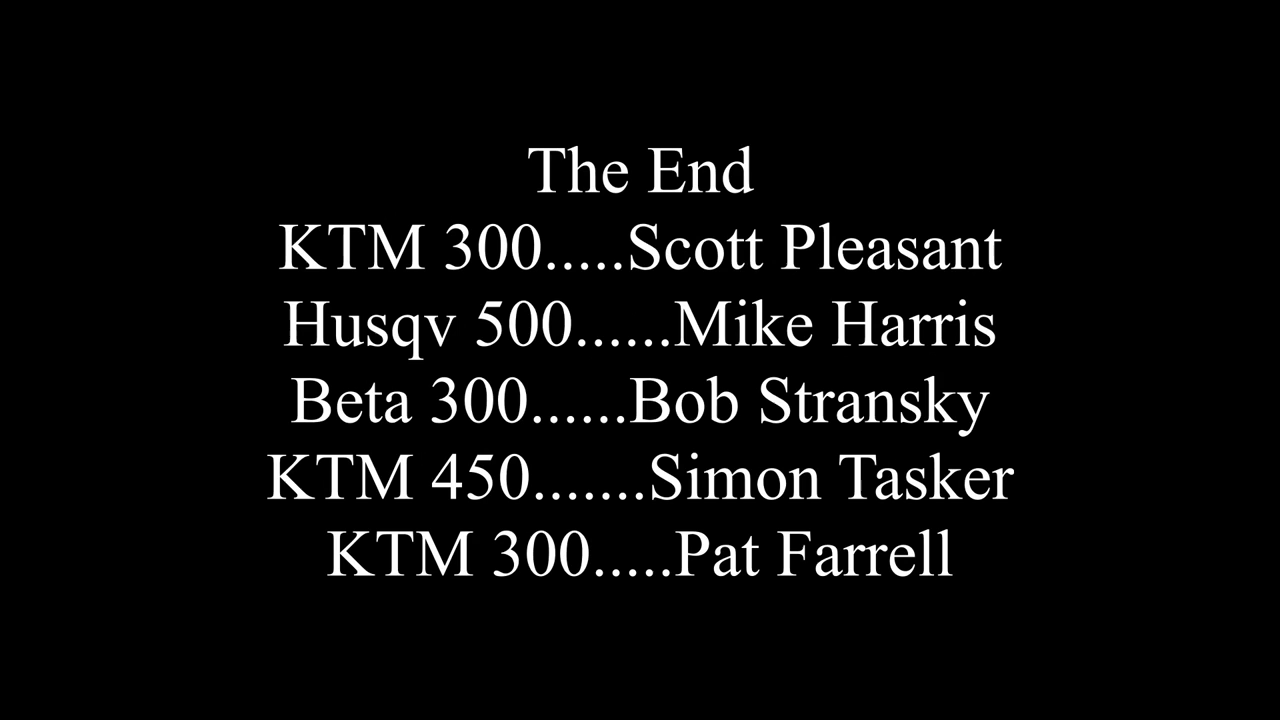 The End
KTM 300.....Scott Pleasant
Husqv 500......Mike Harris
Beta 300......Bob Stransky
KTM 450.......Simon Tasker
KTM 300.....Pat Farrell